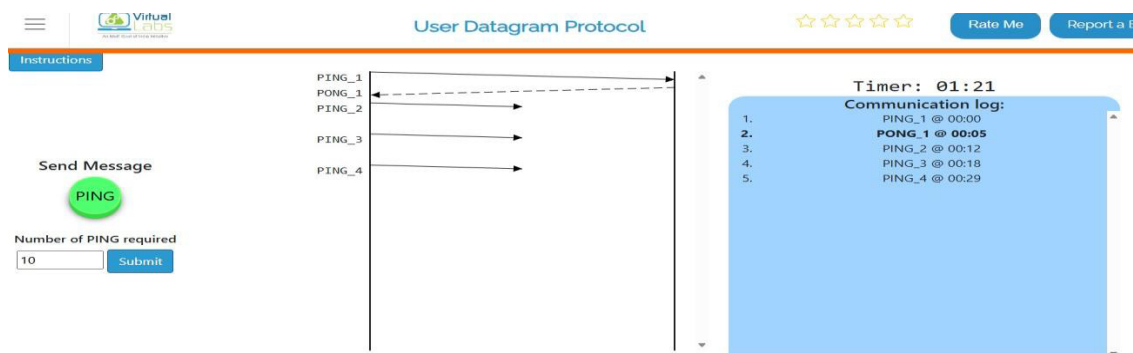 Virtual
Labs
User Datagram Protocol
Rate Me
Report a B
Instructions
PING_1
PONG_1
PING_2
PING_3
PING_4
Send Message
PING
Number of PING required
10
Submit
Timer: 01:21
Communication log:
1. PING_1 @ 00:00
2. PONG_1 @ 00:05
3. PING_2 @ 00:12
4. PING_3 @ 00:18
5. PING_4 @ 00:29